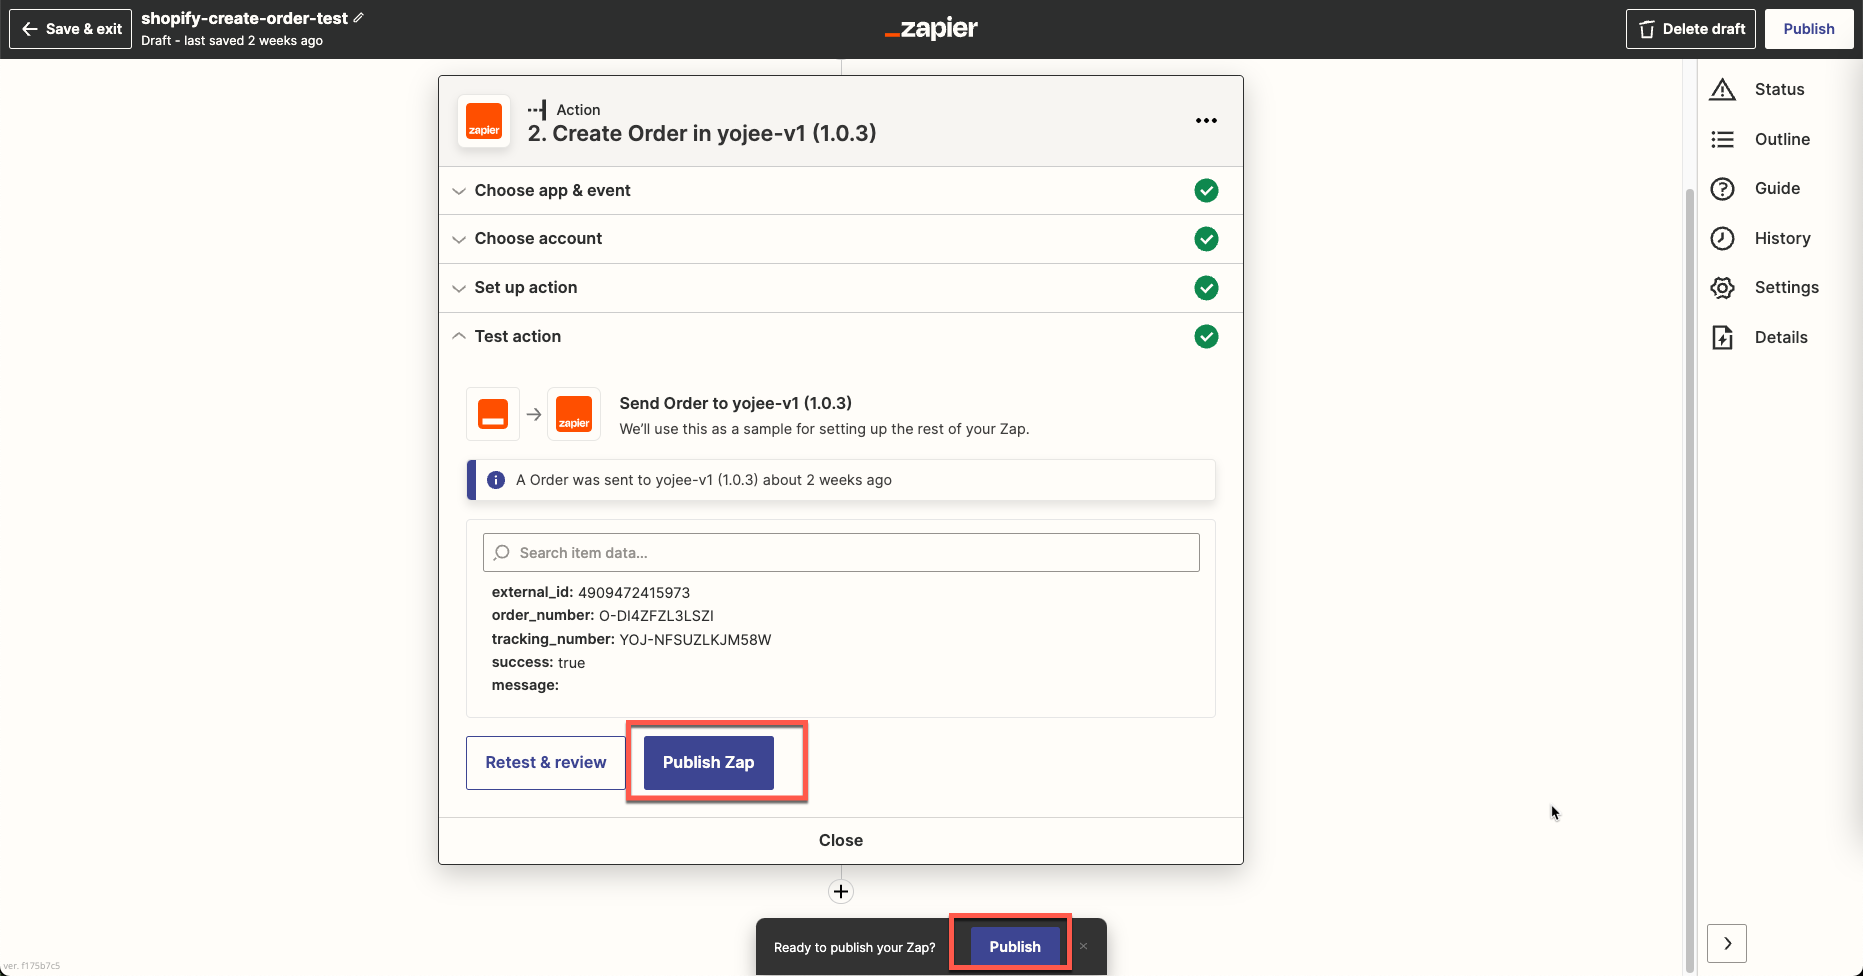 Save & exit
shopify-create-order-test
Draft - last saved 2 weeks ago
zapier
Delete draft
Publish
Status
Outline
Guide
History
Settings
Details
zapier
Action
2. Create Order in yojee-v1 (1.0.3)
Choose app & event
Choose account
Set up action
Test action
zapier
Send Order to yojee-v1 (1.0.3)
We'll use this as a sample for setting up the rest of your Zap.
A Order was sent to yojee-v1 (1.0.3) about 2 weeks ago
Search item data...
external_id: 4909472415973
order_number: O-DI4ZFZL3LSZI
tracking_number: YOJ-NFSUZLKJM58W
success: true
message:
Retest & review
Publish Zap
Close
Ready to publish your Zap?
Publish
ver. f175b7c5